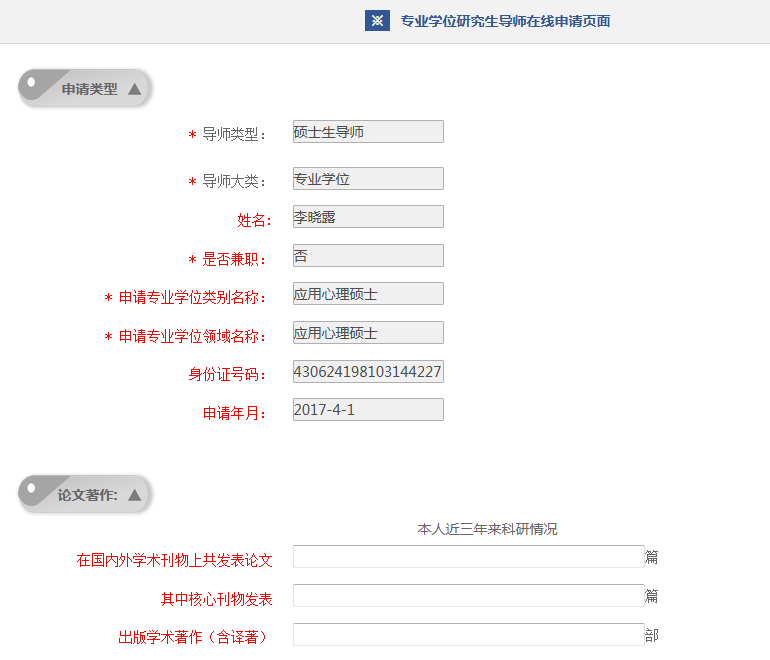 专业学位研究生导师在线申请页面
申请类型 ▲
* 导师类型： 硕士生导师
* 导师大类： 专业学位
姓名： 李晓露
* 是否兼职： 否
* 申请专业学位类别名称： 应用心理硕士
* 申请专业学位领域名称： 应用心理硕士
身份证号码： 430624198103144227
申请年月： 2017-4-1
论文著作: ▲
本人近三年来科研情况
在国内外学术刊物上共发表论文 篇
其中核心刊物发表 篇
出版学术著作（含译著） 部